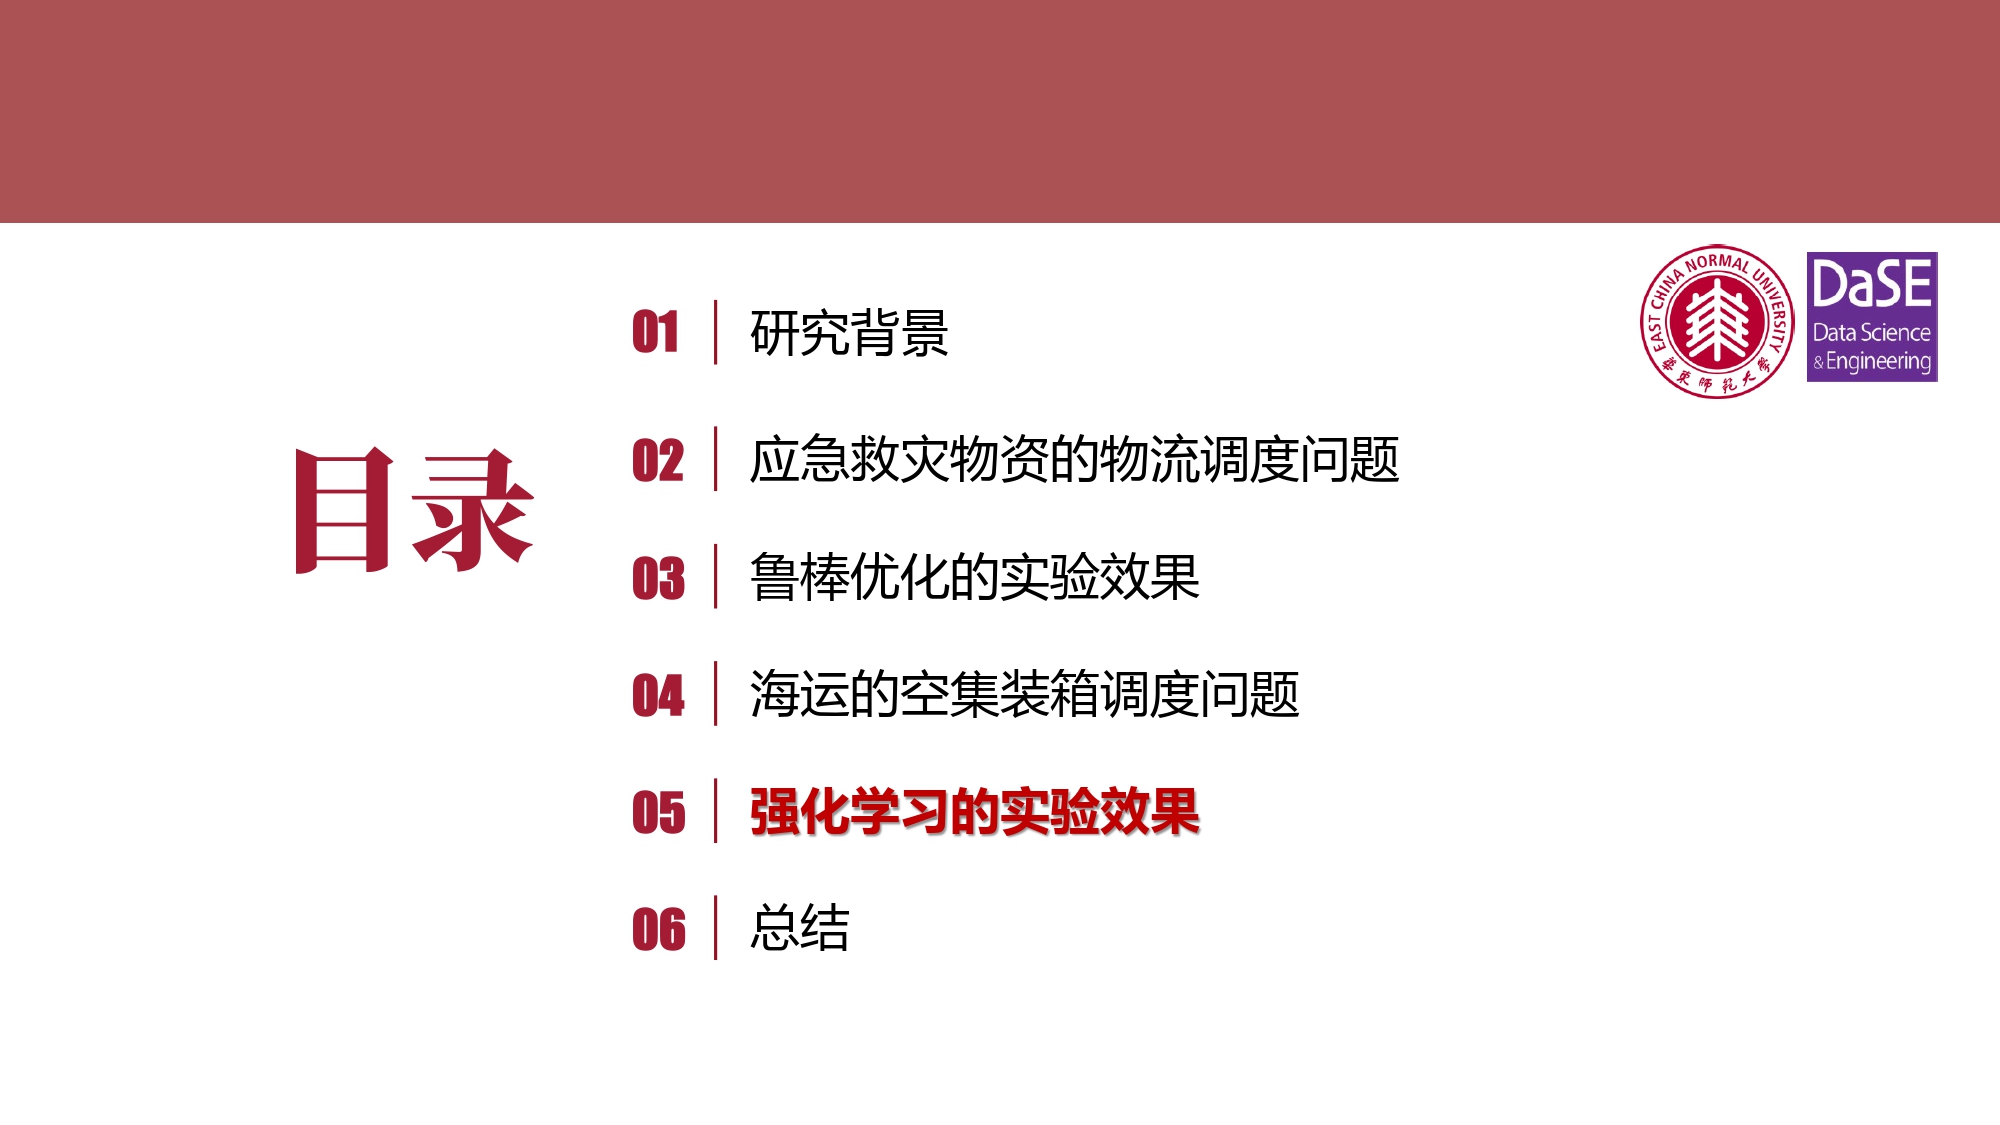 目录
01 研究背景
02 应急救灾物资的物流调度问题
03 鲁棒优化的实验效果
04 海运的空集装箱调度问题
05 强化学习的实验效果
06 总结
EAST CHINA NORMAL UNIVERSITY
華東師範大學
DaSE
Data Science
&Engineering